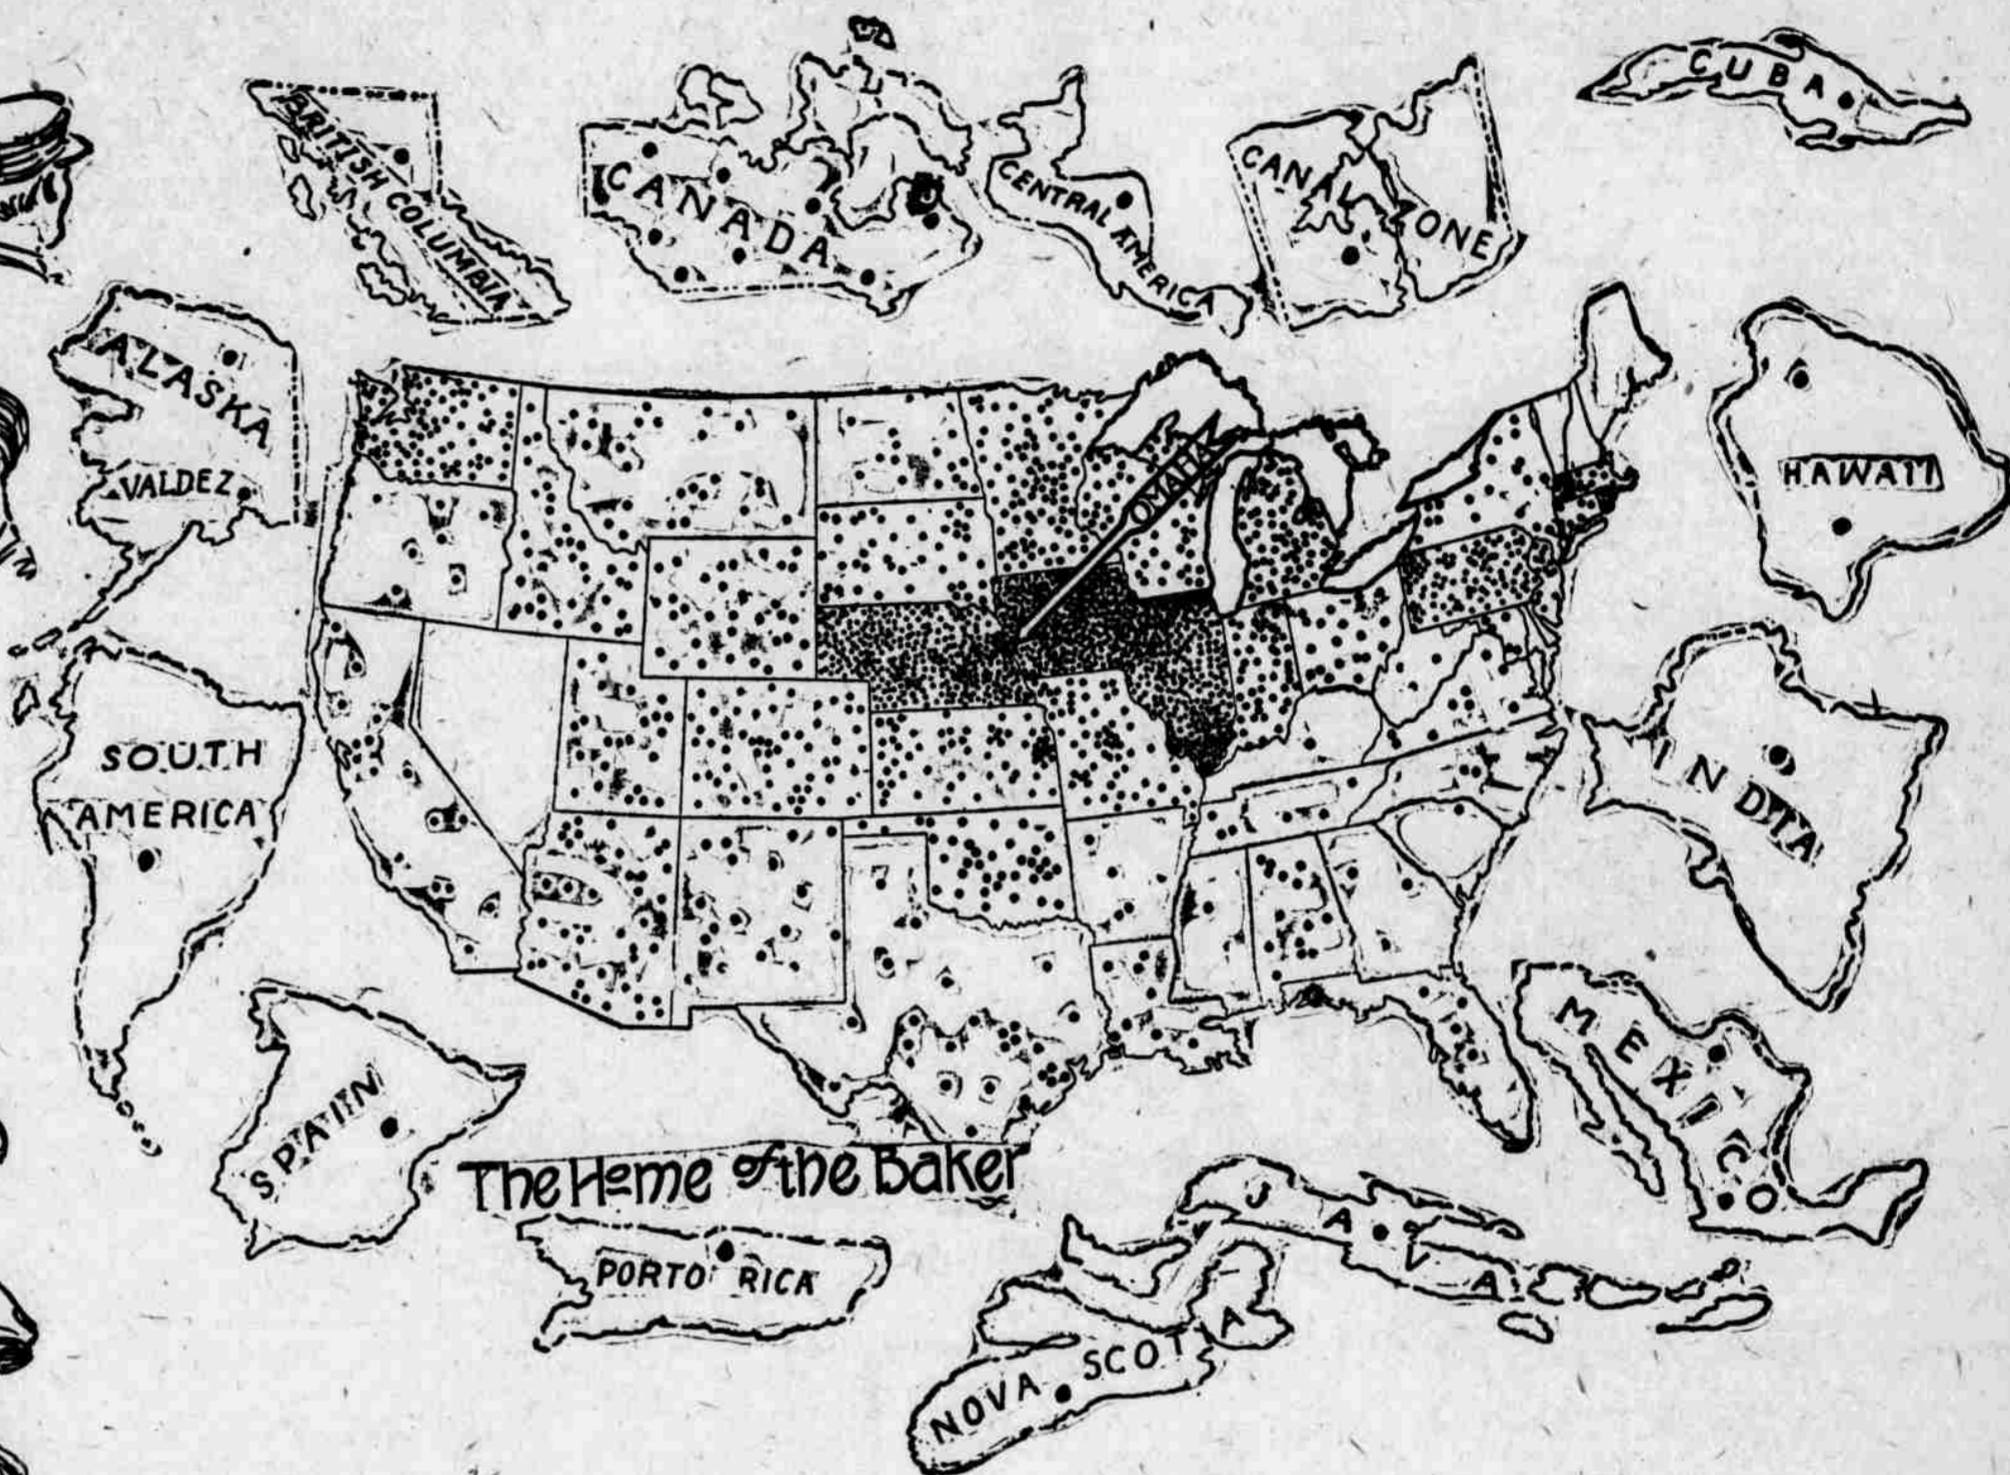 CUBA
BRITISH COLUMBIA
CANADA
CENTRAL AMERICA
CANAL ZONE
ALASKA
VALDEZ
OMAHA
HAWAII
SOUTH
AMERICA
INDIA
MEXICO
SPAIN
The Home of the Baker
PORTO RICA
JAVA
NOVA SCOTIA